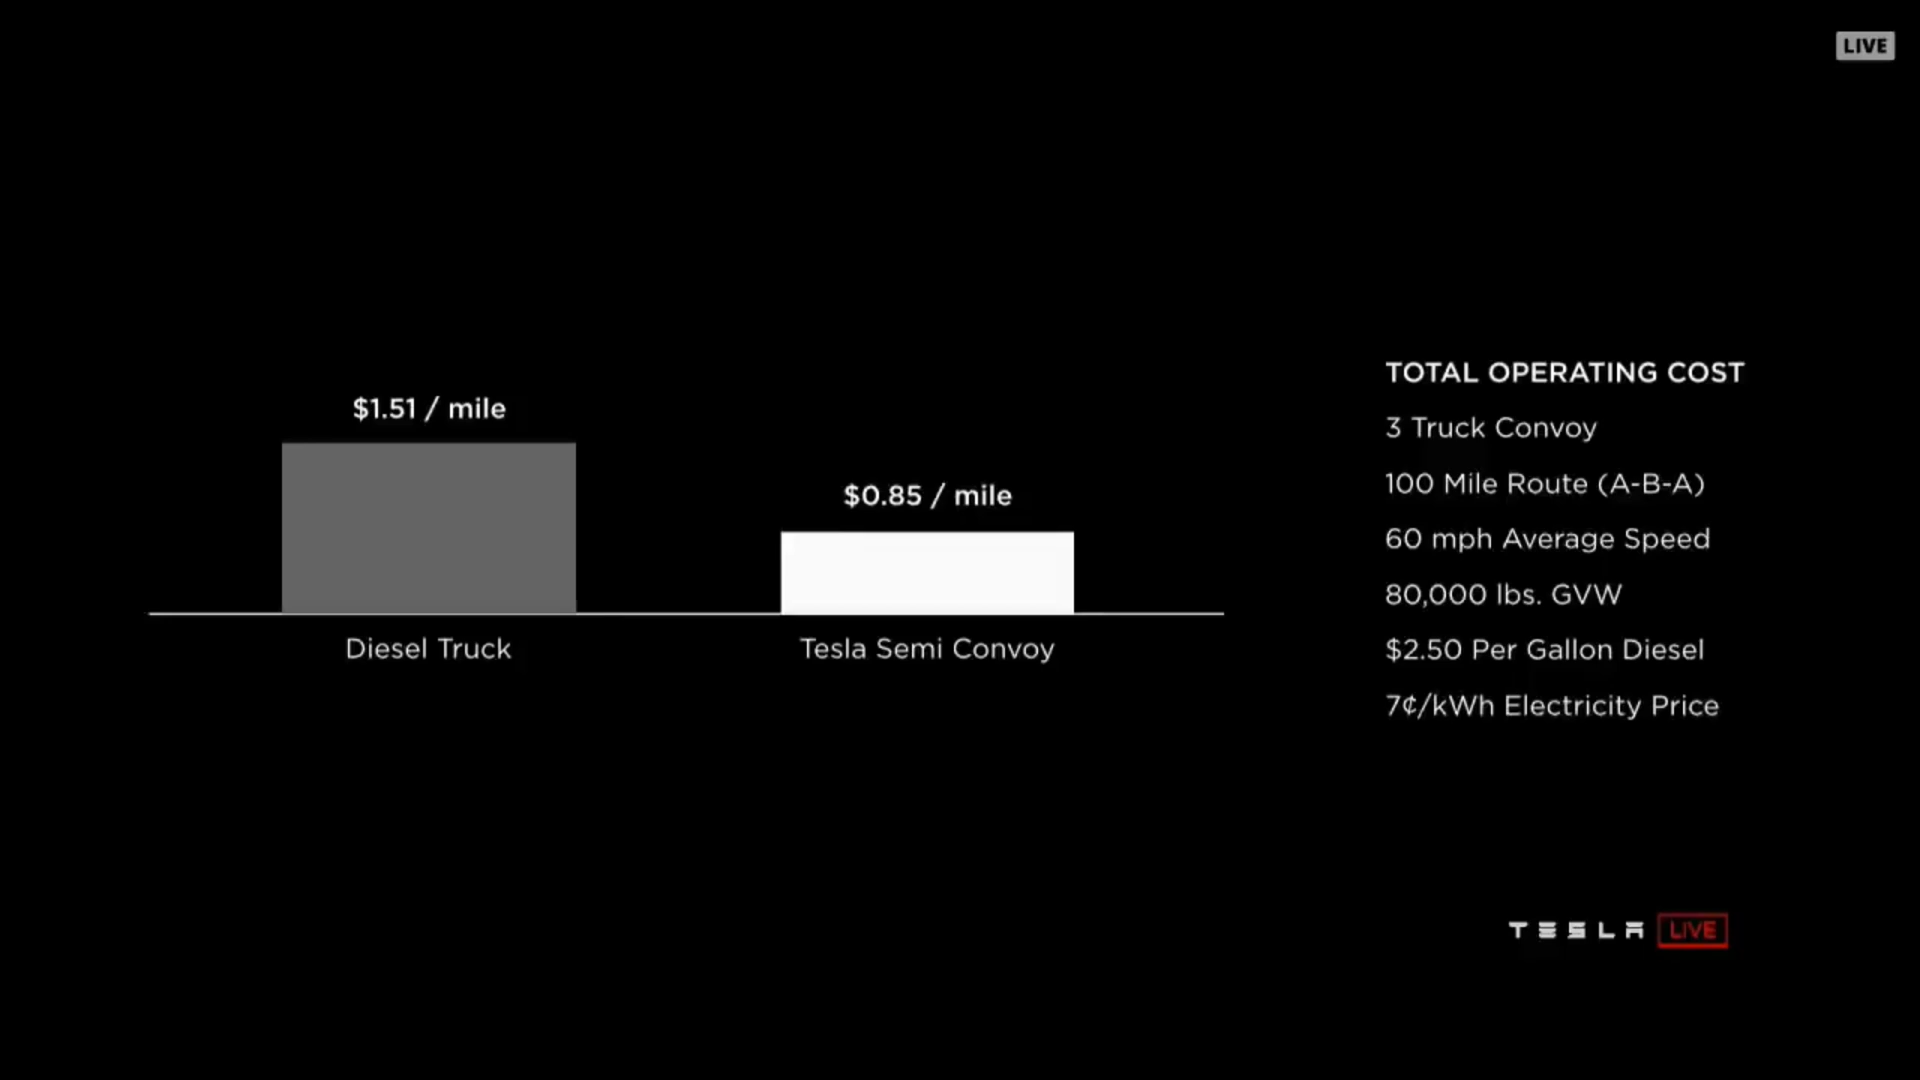 LIVE
$1.51 / mile
$0.85 / mile
Diesel Truck
Tesla Semi Convoy
TOTAL OPERATING COST
3 Truck Convoy
100 Mile Route (A-B-A)
60 mph Average Speed
80,000 lbs. GVW
$2.50 Per Gallon Diesel
7¢/kWh Electricity Price
TESLA LIVE